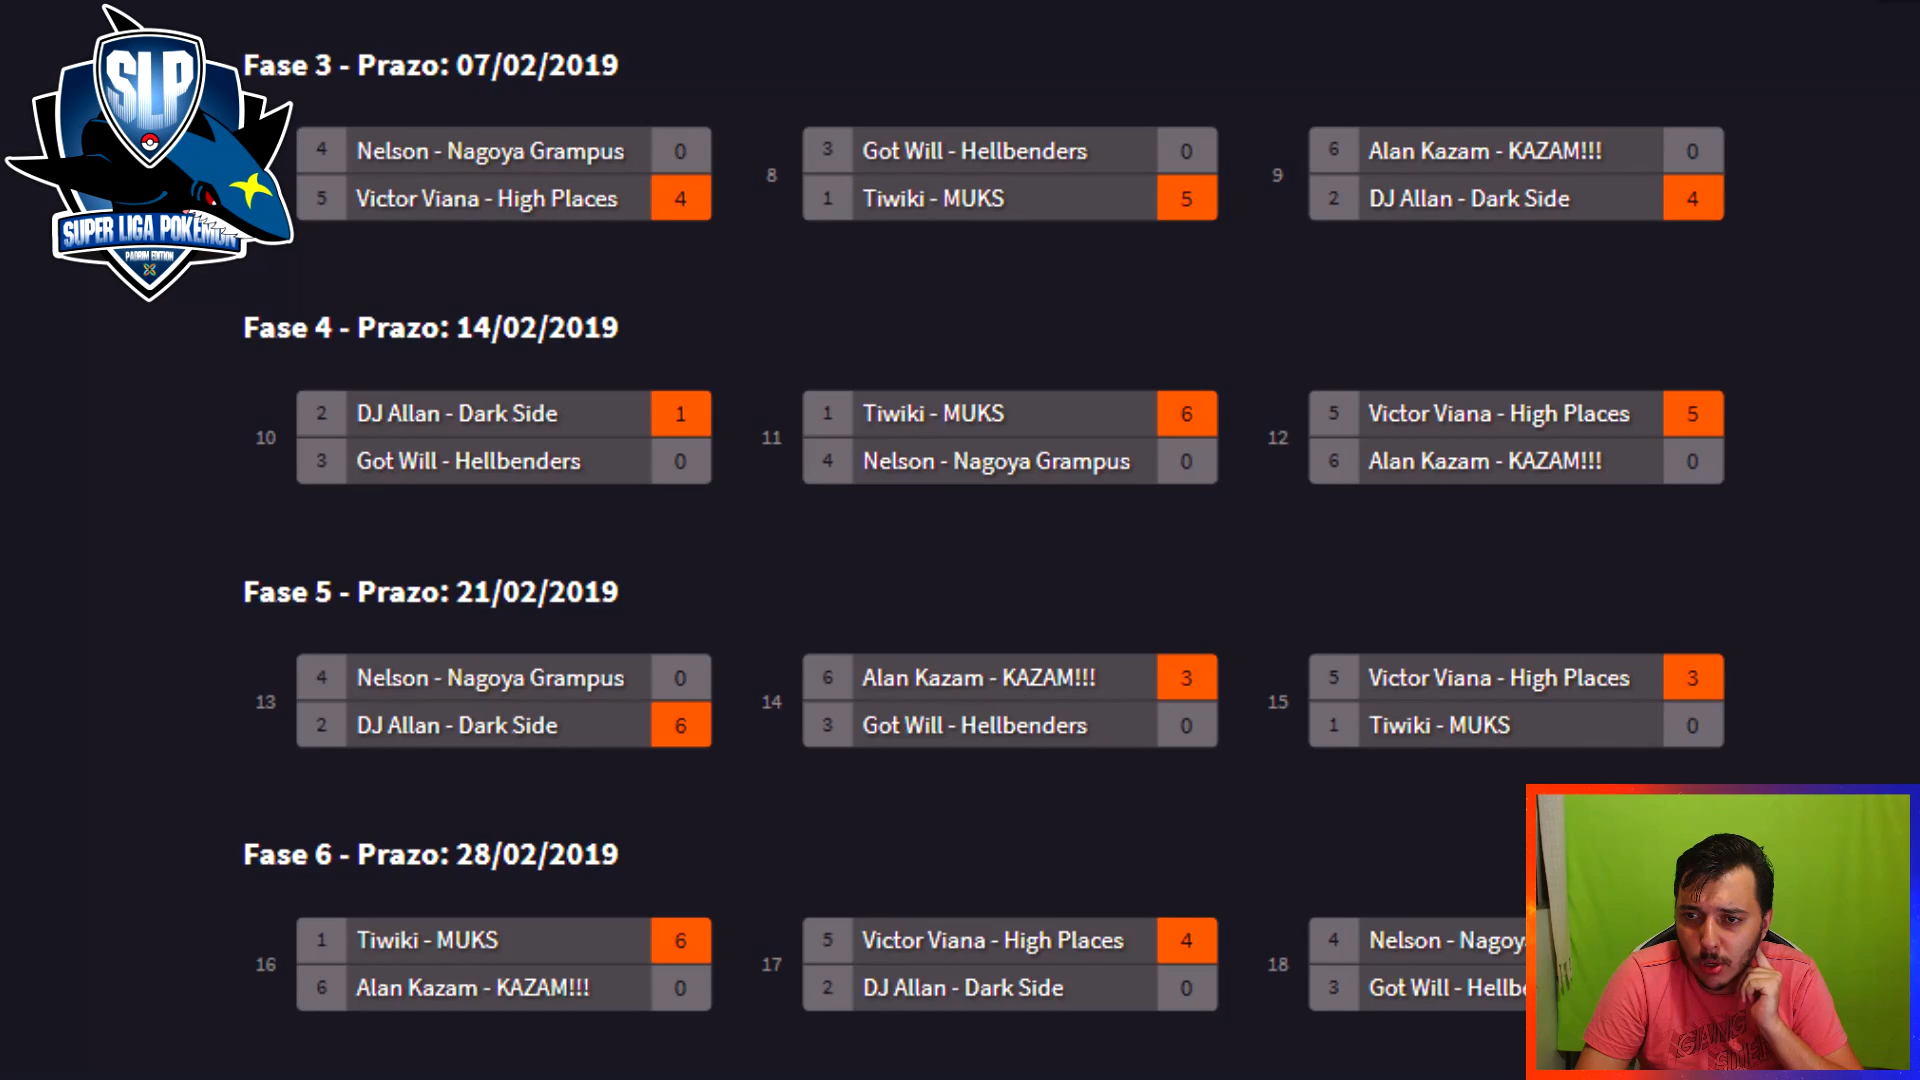 SLP
SUPER LIGA POKÉMON
PADRIM EDITION
Fase 3 - Prazo: 07/02/2019
4 Nelson - Nagoya Grampus 0
5 Victor Viana - High Places 4
8
3 Got Will - Hellbenders 0
1 Tiwiki - MUKS 5
9
6 Alan Kazam - KAZAM!!! 0
2 DJ Allan - Dark Side 4
Fase 4 - Prazo: 14/02/2019
10
2 DJ Allan - Dark Side 1
3 Got Will - Hellbenders 0
11
1 Tiwiki - MUKS 6
4 Nelson - Nagoya Grampus 0
12
5 Victor Viana - High Places 5
6 Alan Kazam - KAZAM!!! 0
Fase 5 - Prazo: 21/02/2019
13
4 Nelson - Nagoya Grampus 0
2 DJ Allan - Dark Side 6
14
6 Alan Kazam - KAZAM!!! 3
3 Got Will - Hellbenders 0
15
5 Victor Viana - High Places 3
1 Tiwiki - MUKS 0
Fase 6 - Prazo: 28/02/2019
16
1 Tiwiki - MUKS 6
6 Alan Kazam - KAZAM!!! 0
17
5 Victor Viana - High Places 4
2 DJ Allan - Dark Side 0
18
4 Nelson - Nagoy
3 Got Will - Hellbe
GANG